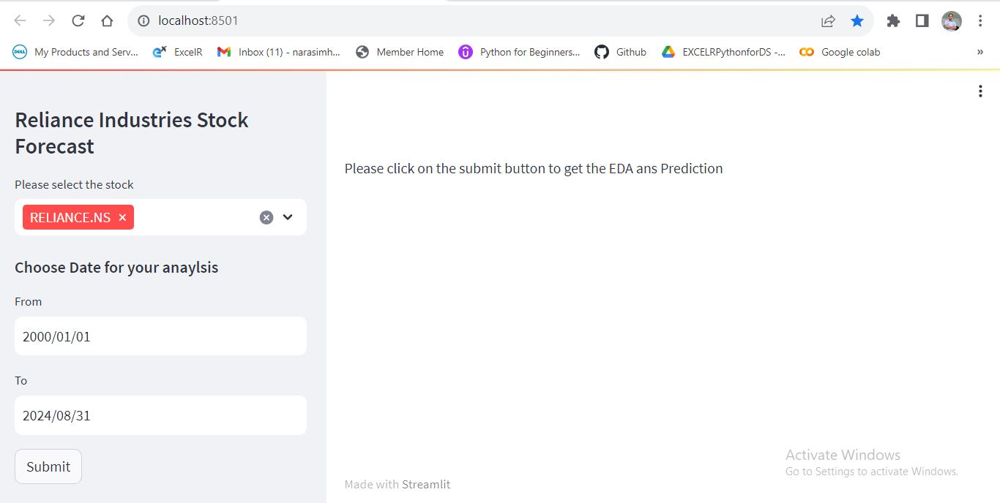 localhost:8501
DELL My Products and Serv... ExcelR Inbox (11) - narasimh... Member Home Python for Beginners... Github EXCELRPythonforDS -... Google colab »
Reliance Industries Stock
Forecast
Please select the stock
RELIANCE.NS
Choose Date for your anaylsis
From
2000/01/01
To
2024/08/31
Submit
Please click on the submit button to get the EDA ans Prediction
Made with Streamlit
Activate Windows
Go to Settings to activate Windows.